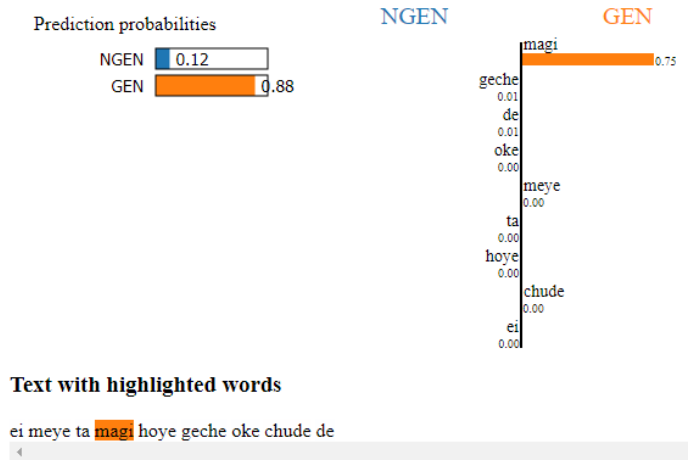 Prediction probabilities
NGEN 0.12
GEN 0.88
NGEN GEN
magi
0.75
geche
0.01
de
0.01
oke
0.00
meye
0.00
ta
0.00
hoye
0.00
chude
0.00
ei
0.00
Text with highlighted words
ei meye ta magi hoye geche oke chude de